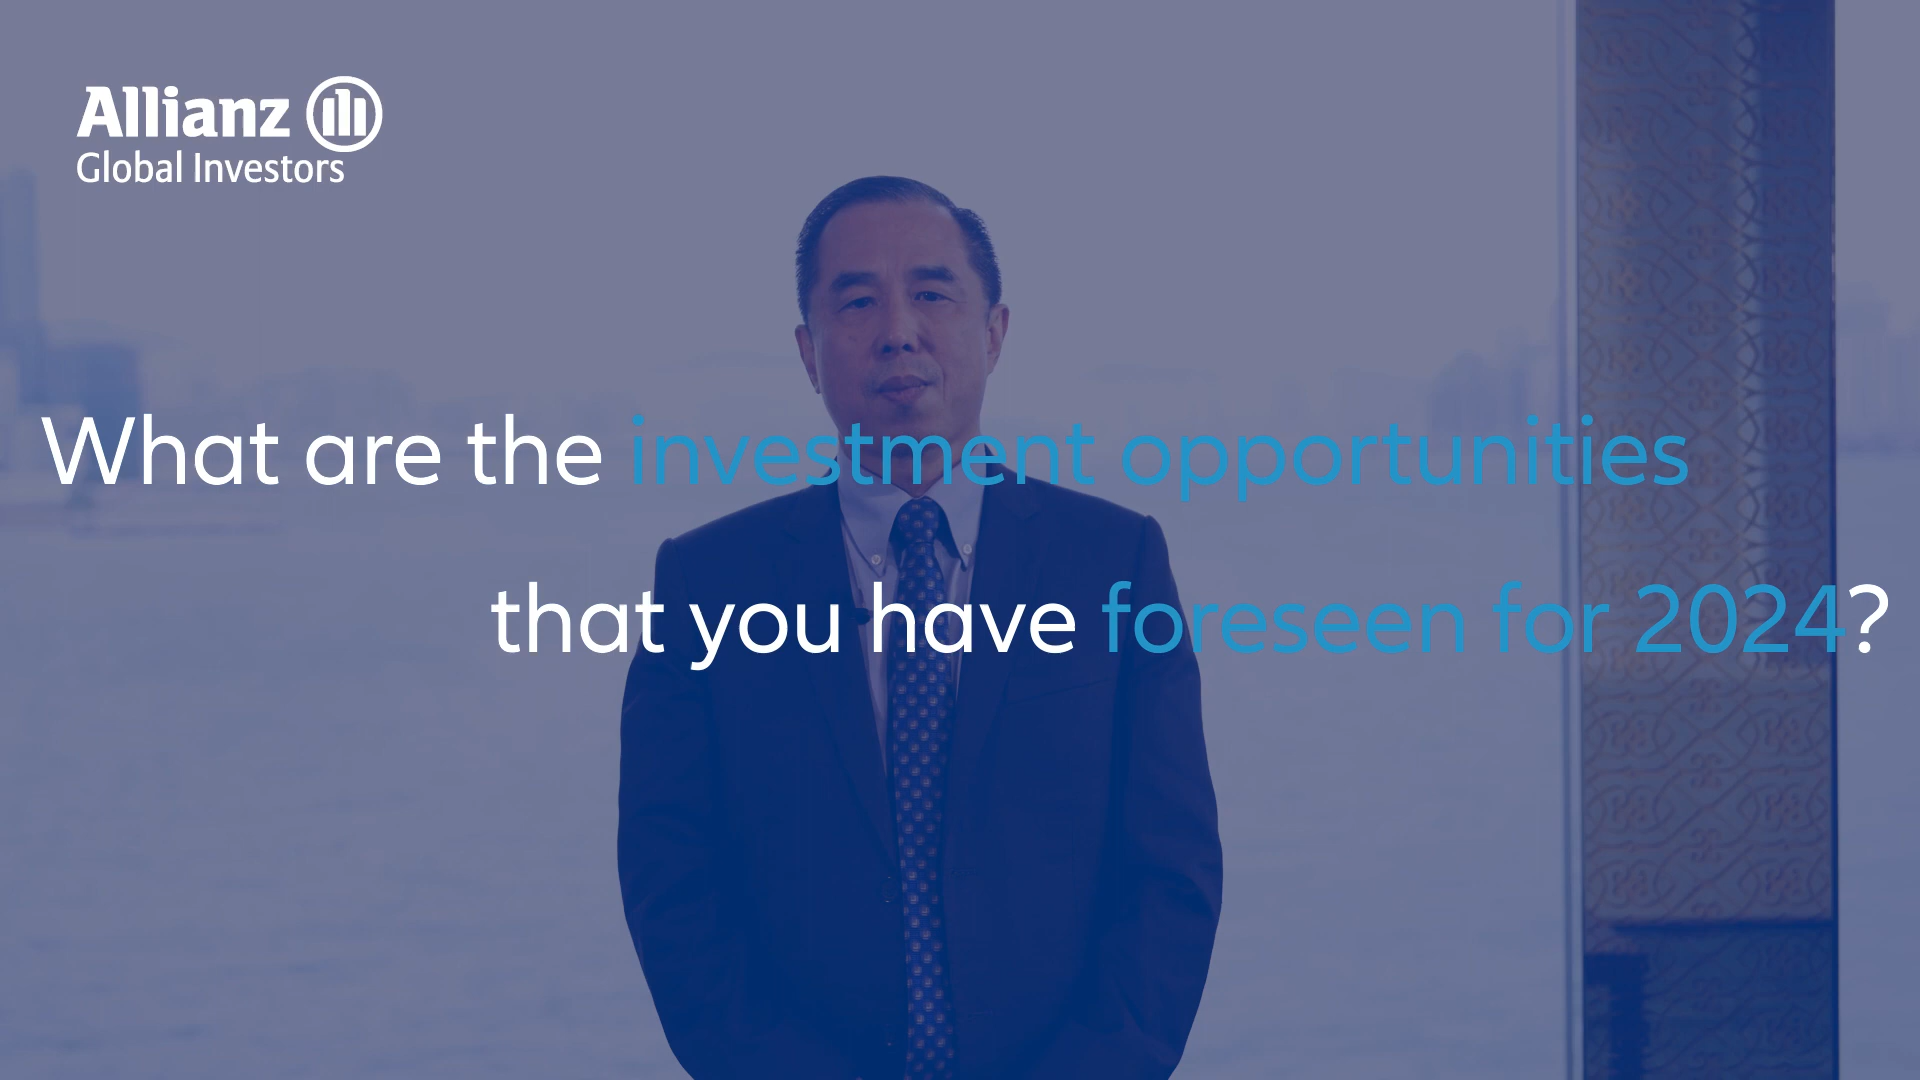 Allianz
Global Investors
What are the investment opportunities
that you have foreseen for 2024?